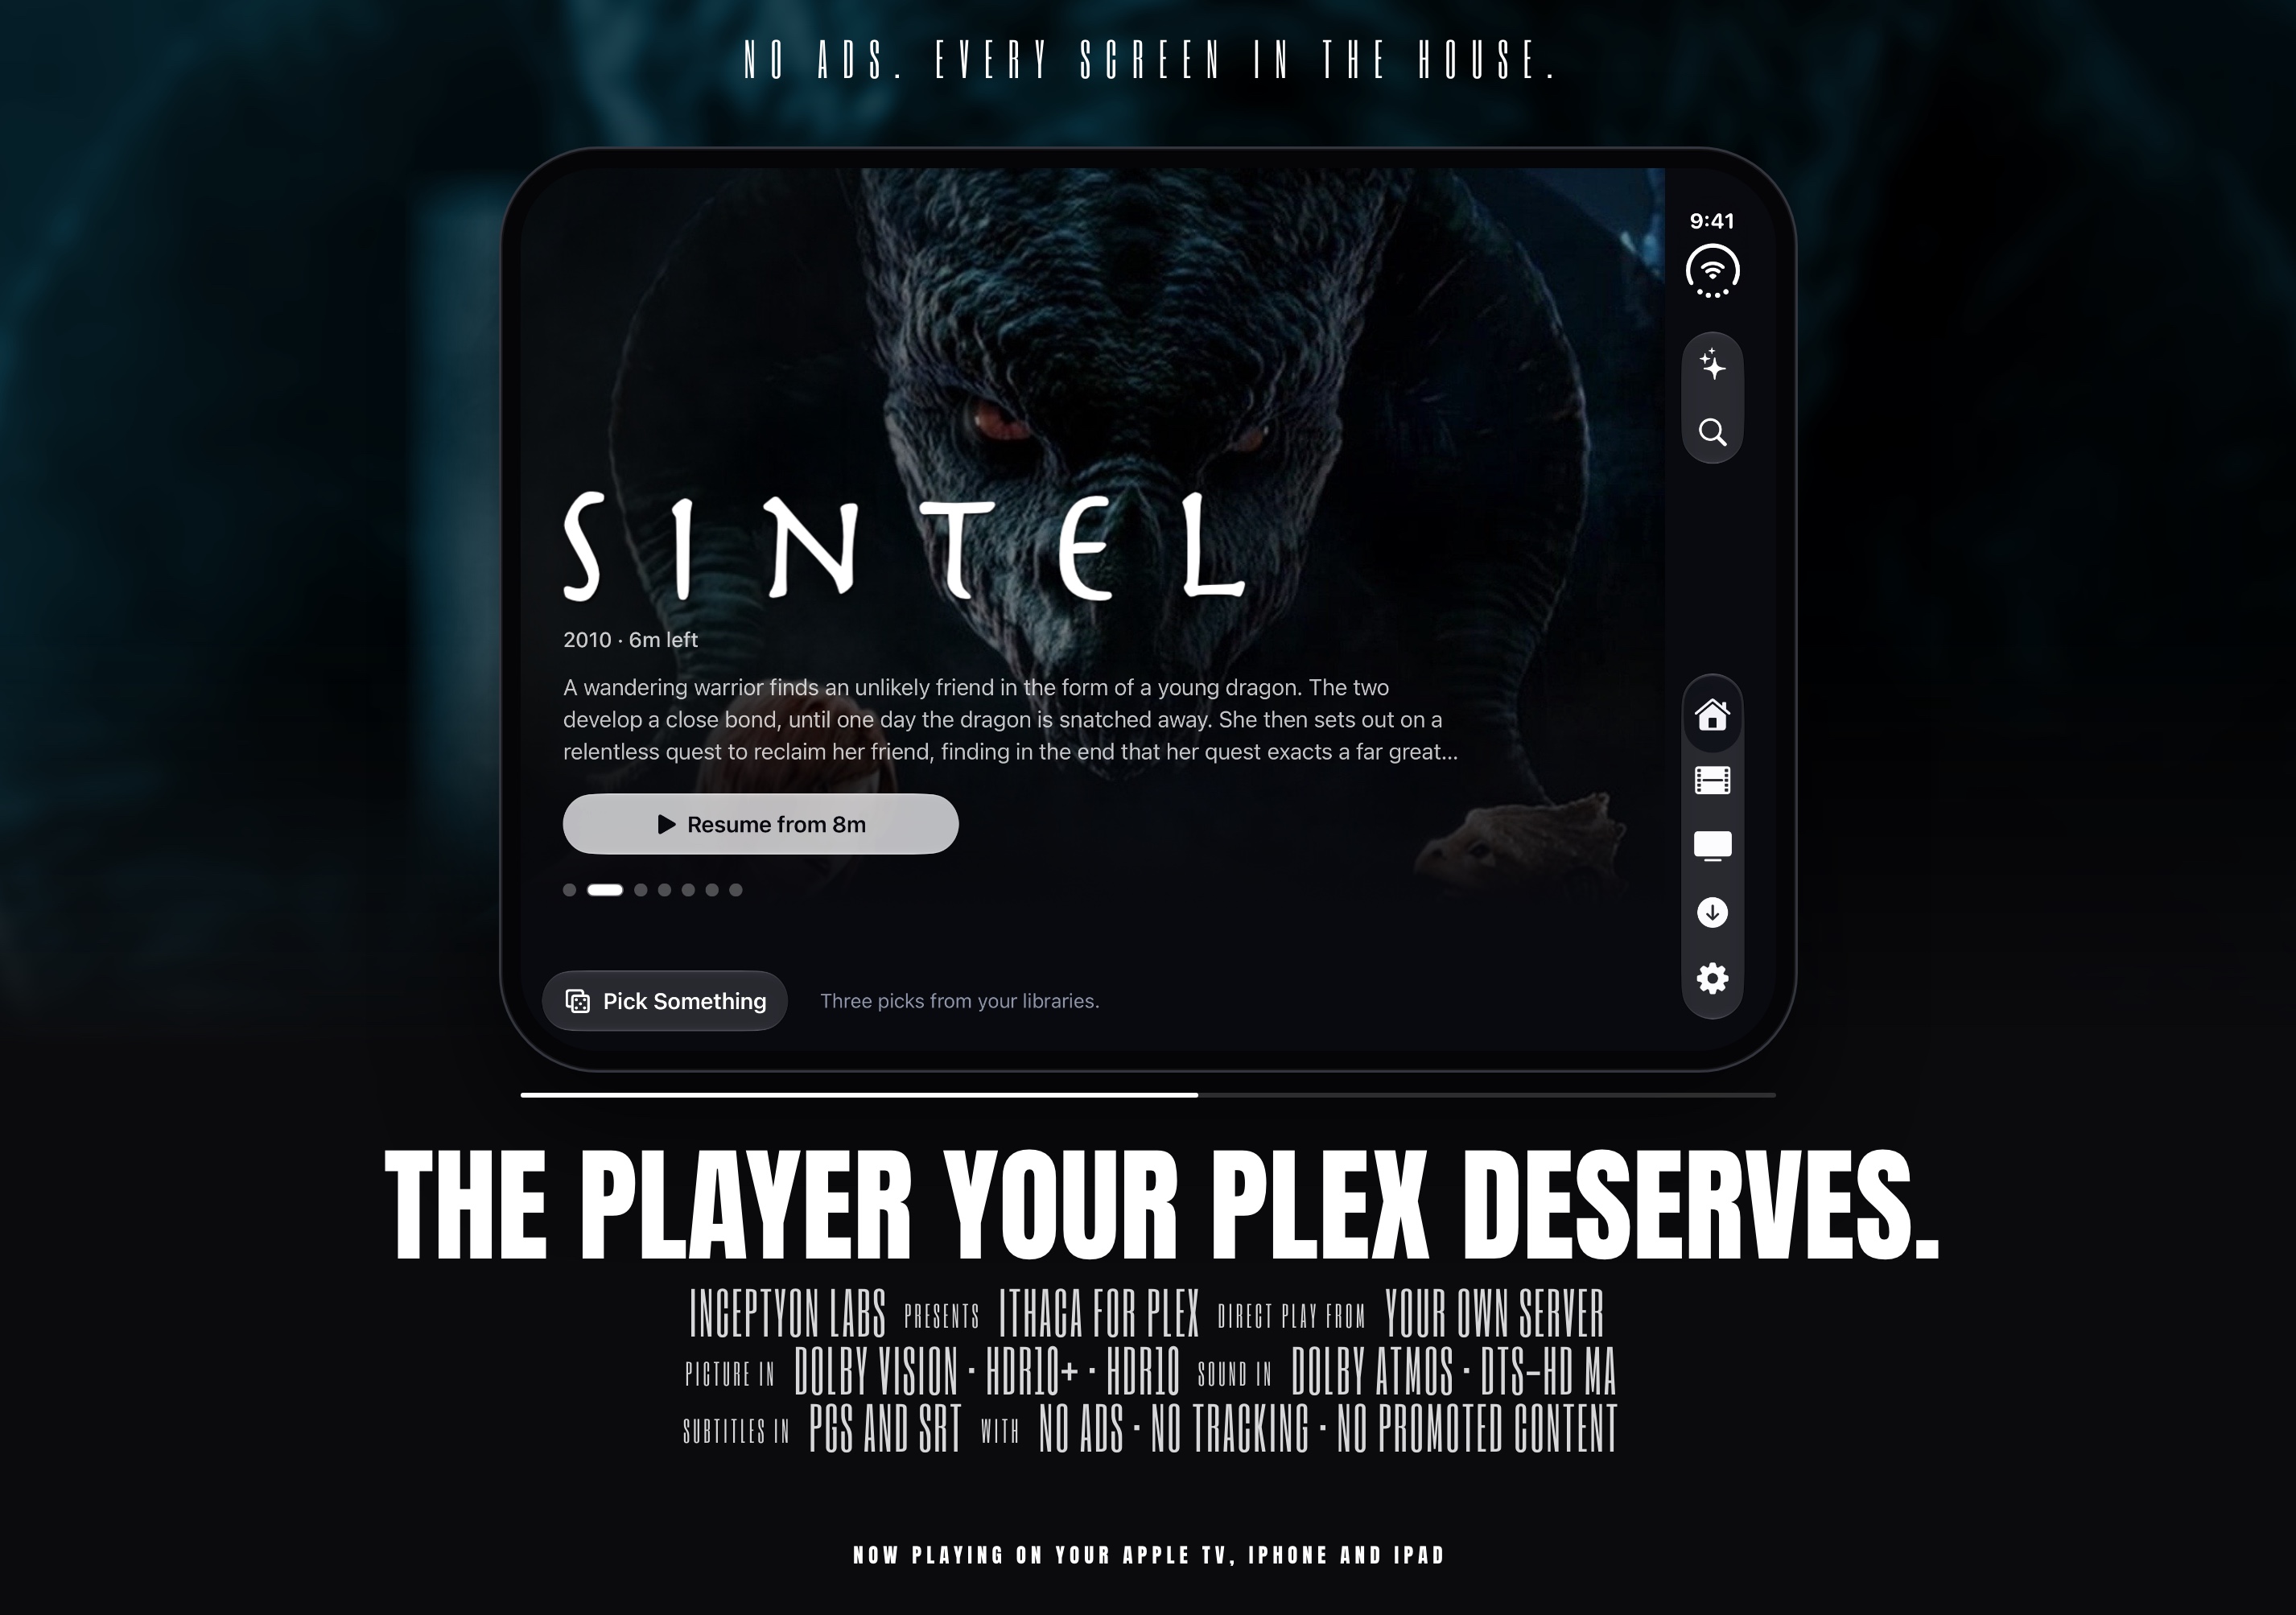 NO ADS. EVERY SCREEN IN THE HOUSE.
9:41
SINTEL
2010 · 6m left
A wandering warrior finds an unlikely friend in the form of a young dragon. The two
develop a close bond, until one day the dragon is snatched away. She then sets out on a
relentless quest to reclaim her friend, finding in the end that her quest exacts a far great...
Resume from 8m
Pick Something
Three picks from your libraries.
THE PLAYER YOUR PLEX DESERVES.
INCEPTYON LABS PRESENTS ITHACA FOR PLEX DIRECT PLAY FROM YOUR OWN SERVER
PICTURE IN DOLBY VISION · HDR10+ · HDR10 SOUND IN DOLBY ATMOS · DTS-HD MA
SUBTITLES IN PGS AND SRT WITH NO ADS · NO TRACKING · NO PROMOTED CONTENT
NOW PLAYING ON YOUR APPLE TV, IPHONE AND IPAD